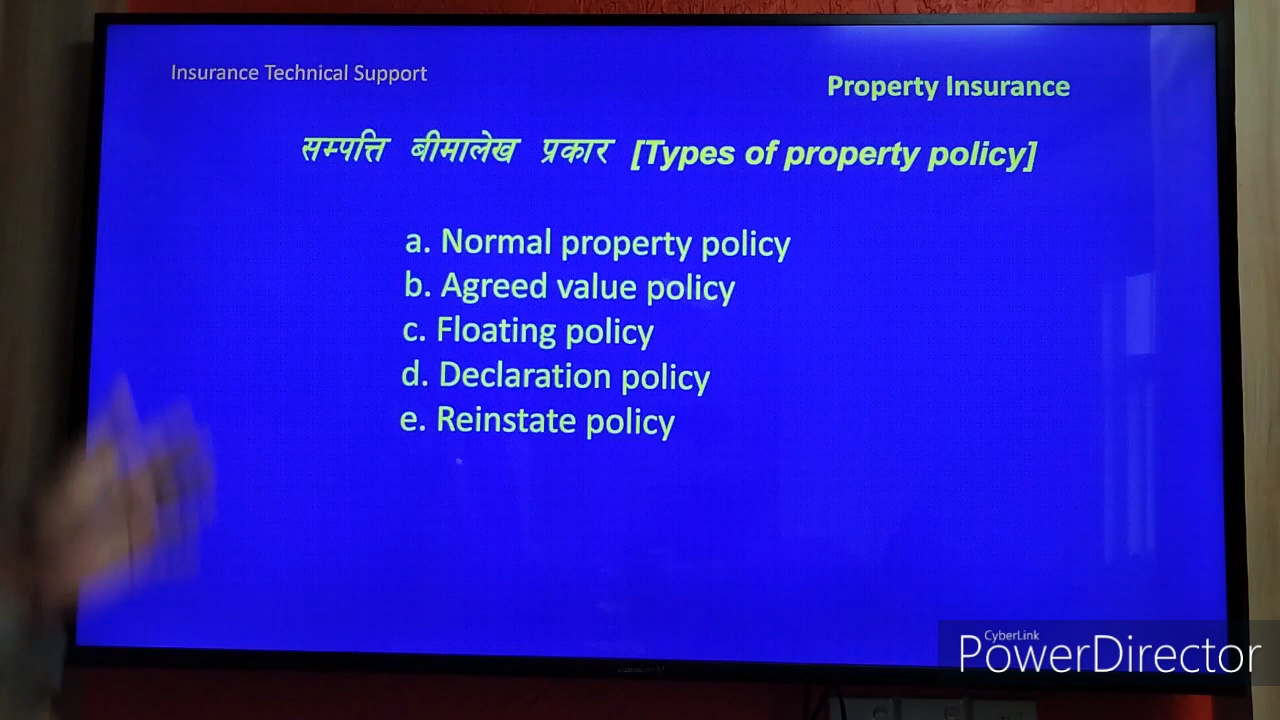 Insurance Technical Support
Property Insurance
सम्पत्ति बीमालेख प्रकार [Types of property policy]
a. Normal property policy
b. Agreed value policy
c. Floating policy
d. Declaration policy
e. Reinstate policy
CyberLink
PowerDirector